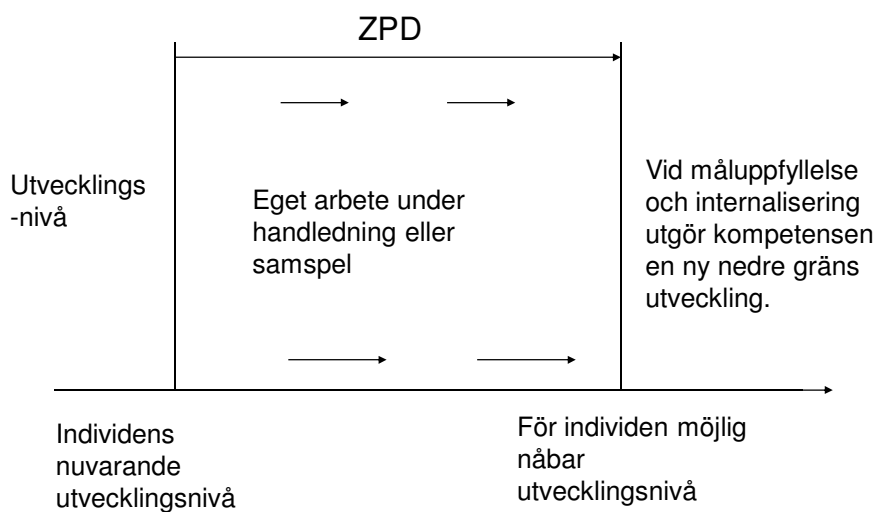 ZPD
Utvecklings
-nivå
Eget arbete under
handledning eller
samspel
Vid måluppfyllelse
och internalisering
utgör kompetensen
en ny nedre gräns
utveckling.
Individens
nuvarande
utvecklingsnivå
För individen möjlig
nåbar
utvecklingsnivå